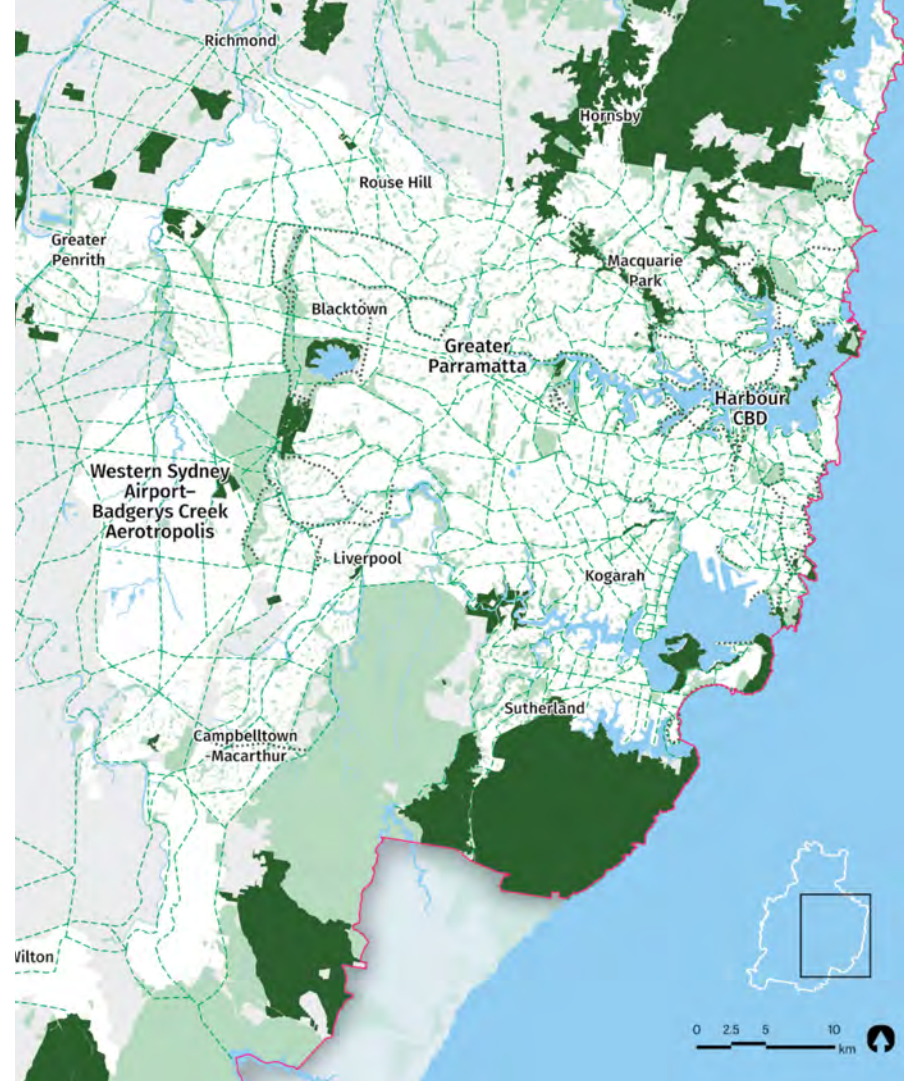 Richmond
Hornsby
Rouse Hill
Greater
Penrith
Macquarie
Park
Blacktown
Greater
Parramatta
Harbour
CBD
Western Sydney
Airport–
Badgerys Creek
Aerotropolis
Liverpool
Kogarah
Sutherland
Campbelltown
-Macarthur
Wilton
0 2.5 5 10
km